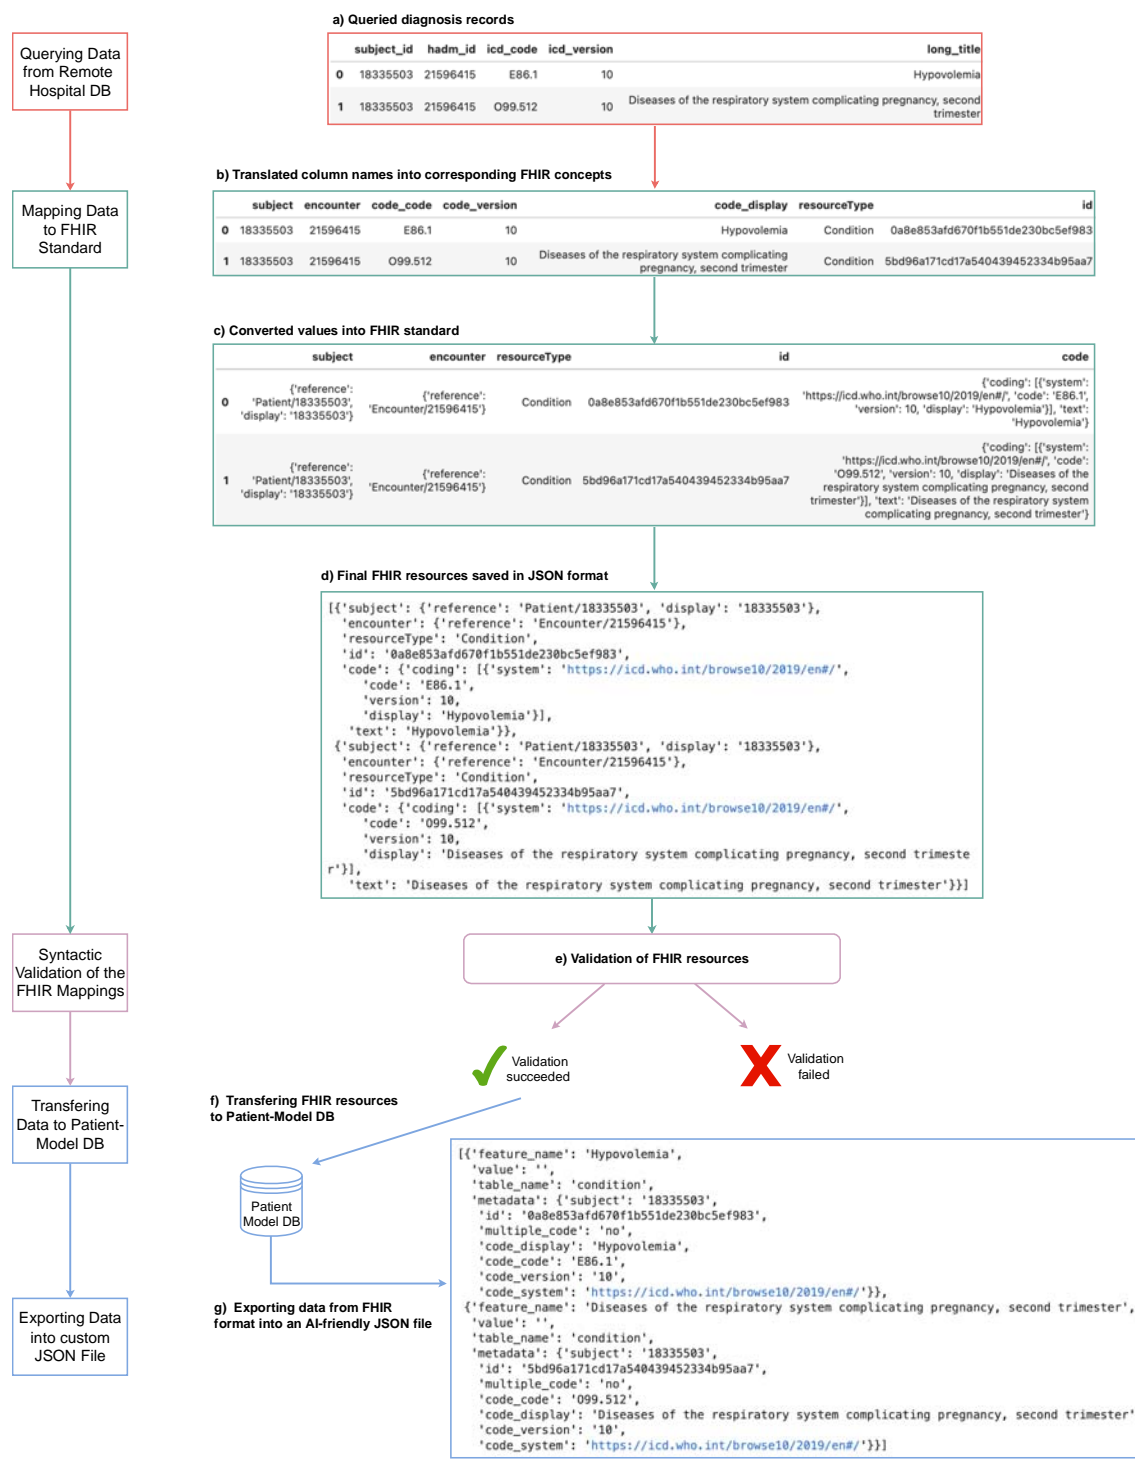 a) Queried diagnosis records
Querying Data
from Remote
Hospital DB
subject_id hadm_id icd_code icd_version long_title
0 18335503 21596415 E86.1 10 Hypovolemia
1 18335503 21596415 O99.512 10 Diseases of the respiratory system complicating pregnancy, second
trimester
b) Translated column names into corresponding FHIR concepts
Mapping Data
to FHIR
Standard
subject encounter code_code code_version code_display resourceType id
0 18335503 21596415 E86.1 10 Hypovolemia Condition 0a8e853afd670f1b551de230bc5ef983
1 18335503 21596415 O99.512 10 Diseases of the respiratory system complicating
pregnancy, second trimester Condition 5bd96a171cd17a540439452334b95aa7
c) Converted values into FHIR standard
subject encounter resourceType id code
0 {'reference':
'Patient/18335503',
'display': '18335503'} {'reference':
'Encounter/21596415'} Condition 0a8e853afd670f1b551de230bc5ef983 {'coding': [{'system':
'https://icd.who.int/browse10/2019/en#/', 'code': 'E86.1',
'version': 10, 'display': 'Hypovolemia'}], 'text':
'Hypovolemia'}
1 {'reference':
'Patient/18335503',
'display': '18335503'} {'reference':
'Encounter/21596415'} Condition 5bd96a171cd17a540439452334b95aa7 {'coding': [{'system':
'https://icd.who.int/browse10/2019/en#/', 'code':
'O99.512', 'version': 10, 'display': 'Diseases of the
respiratory system complicating pregnancy, second
trimester'}], 'text': 'Diseases of the respiratory system
complicating pregnancy, second trimester'}
d) Final FHIR resources saved in JSON format
[{'subject': {'reference': 'Patient/18335503', 'display': '18335503'},
'encounter': {'reference': 'Encounter/21596415'},
'resourceType': 'Condition',
'id': '0a8e853afd670f1b551de230bc5ef983',
'code': {'coding': [{'system': 'https://icd.who.int/browse10/2019/en#/',
'code': 'E86.1',
'version': 10,
'display': 'Hypovolemia'}],
'text': 'Hypovolemia'}},
{'subject': {'reference': 'Patient/18335503', 'display': '18335503'},
'encounter': {'reference': 'Encounter/21596415'},
'resourceType': 'Condition',
'id': '5bd96a171cd17a540439452334b95aa7',
'code': {'coding': [{'system': 'https://icd.who.int/browse10/2019/en#/',
'code': 'O99.512',
'version': 10,
'display': 'Diseases of the respiratory system complicating pregnancy, second trimeste
r'}],
'text': 'Diseases of the respiratory system complicating pregnancy, second trimester'}}]
Syntactic
Validation of the
FHIR Mappings
e) Validation of FHIR resources
Validation
succeeded
Validation
failed
Transfering
Data to Patient-
Model DB
f) Transfering FHIR resources
to Patient-Model DB
Patient
Model DB
[{'feature_name': 'Hypovolemia',
'value': '',
'table_name': 'condition',
'metadata': {'subject': '18335503',
'id': '0a8e853afd670f1b551de230bc5ef983',
'multiple_code': 'no',
'code_display': 'Hypovolemia',
'code_code': 'E86.1',
'code_version': '10',
'code_system': 'https://icd.who.int/browse10/2019/en#/'}},
{'feature_name': 'Diseases of the respiratory system complicating pregnancy, second trimester',
'value': '',
'table_name': 'condition',
'metadata': {'subject': '18335503',
'id': '5bd96a171cd17a540439452334b95aa7',
'multiple_code': 'no',
'code_code': 'O99.512',
'code_display': 'Diseases of the respiratory system complicating pregnancy, second trimester'
'code_version': '10',
'code_system': 'https://icd.who.int/browse10/2019/en#/'}}]
g) Exporting data from FHIR
format into an AI-friendly JSON file
Exporting Data
into custom
JSON File